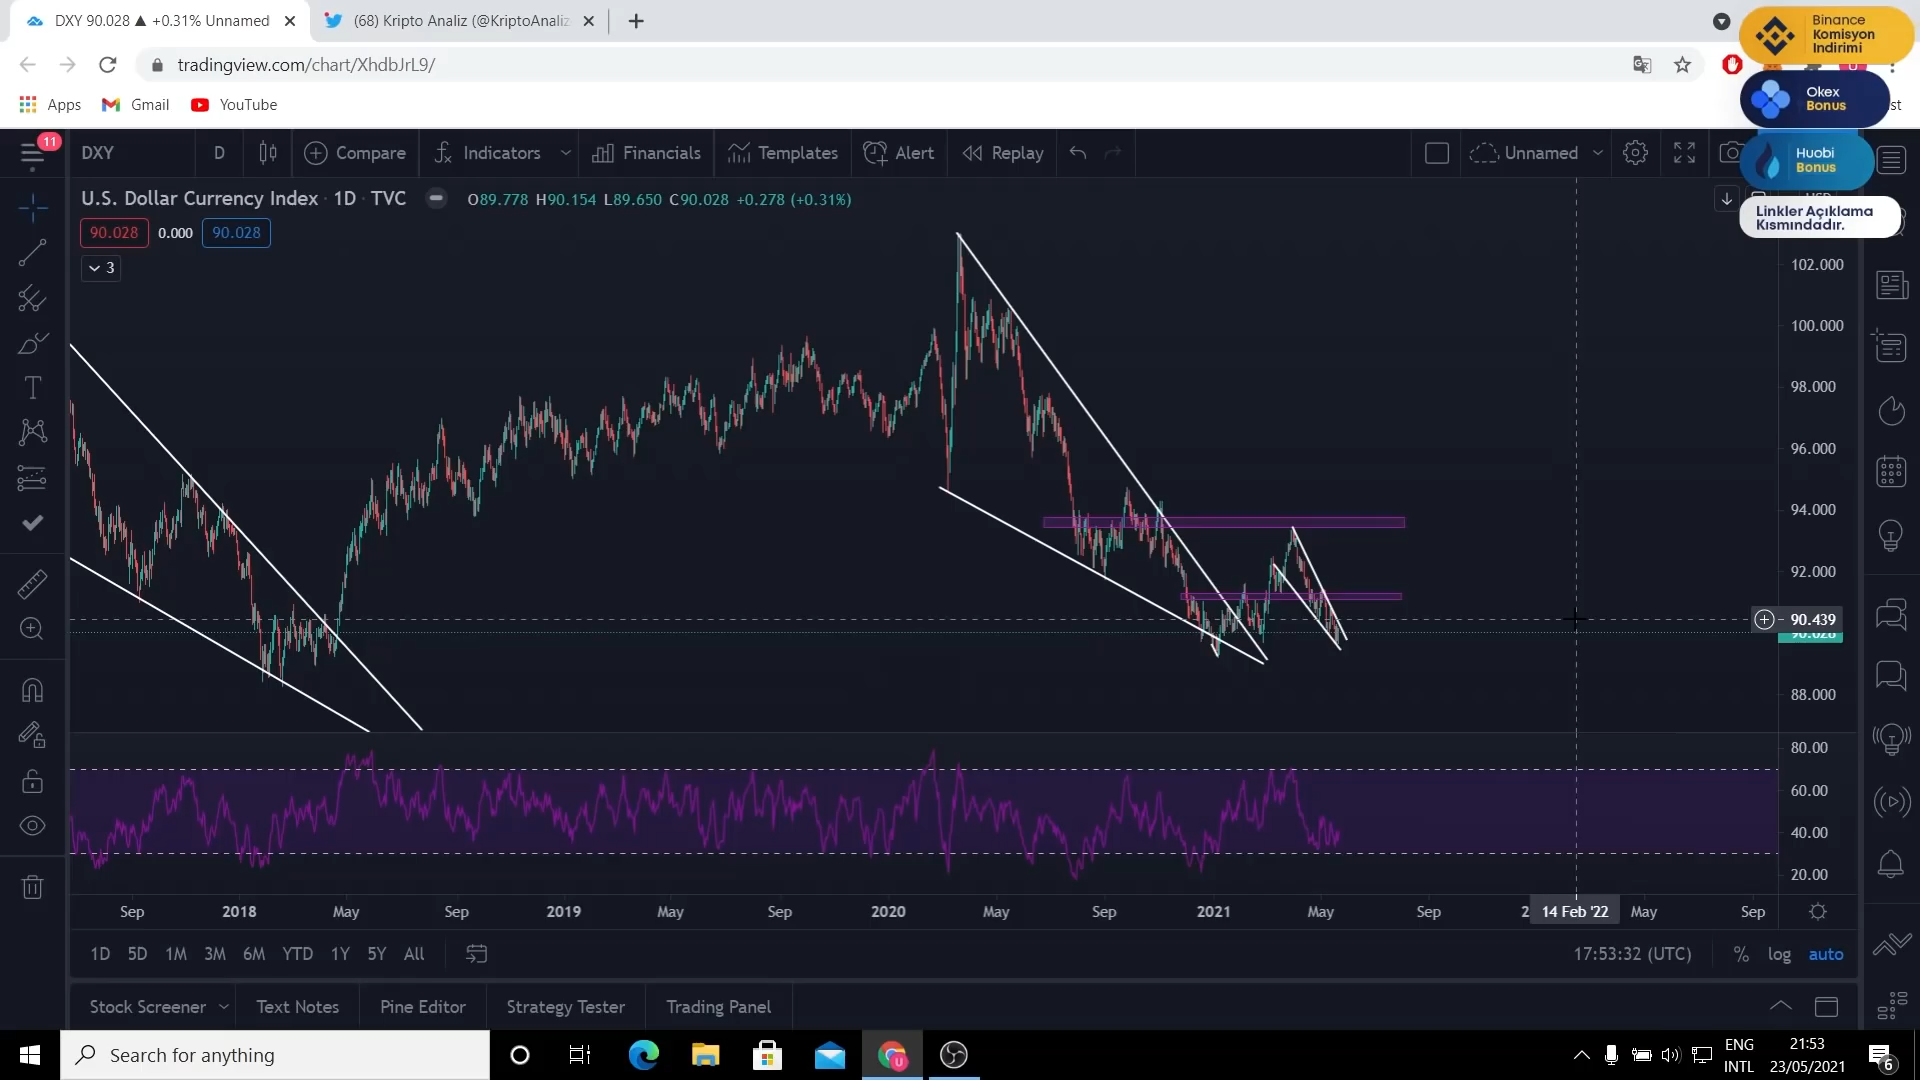 DXY 90.028 ▲ +0.31% Unnamed
(68) Kripto Analiz (@KriptoAnaliz
tradingview.com/chart/XhdbJrL9/
Apps
Gmail
YouTube
Binance
Komisyon
Indirimi
Okex
Bonus
st
Huobi
Bonus
Linkler Açıklama
Kısmındadır.
11
DXY
D
Compare
Indicators
Financials
Templates
Alert
Replay
Unnamed
U.S. Dollar Currency Index · 1D · TVC
O89.778 H90.154 L89.650 C90.028 +0.278 (+0.31%)
90.028
0.000
90.028
3
102.000
100.000
98.000
96.000
94.000
92.000
90.439
90.028
88.000
80.00
60.00
40.00
20.00
Sep
2018
May
Sep
2019
May
Sep
2020
May
Sep
2021
May
Sep
2
14 Feb '22
May
Sep
1D
5D
1M
3M
6M
YTD
1Y
5Y
All
17:53:32 (UTC)
%
log
auto
Stock Screener
Text Notes
Pine Editor
Strategy Tester
Trading Panel
Search for anything
ENG
INTL
21:53
23/05/2021
6